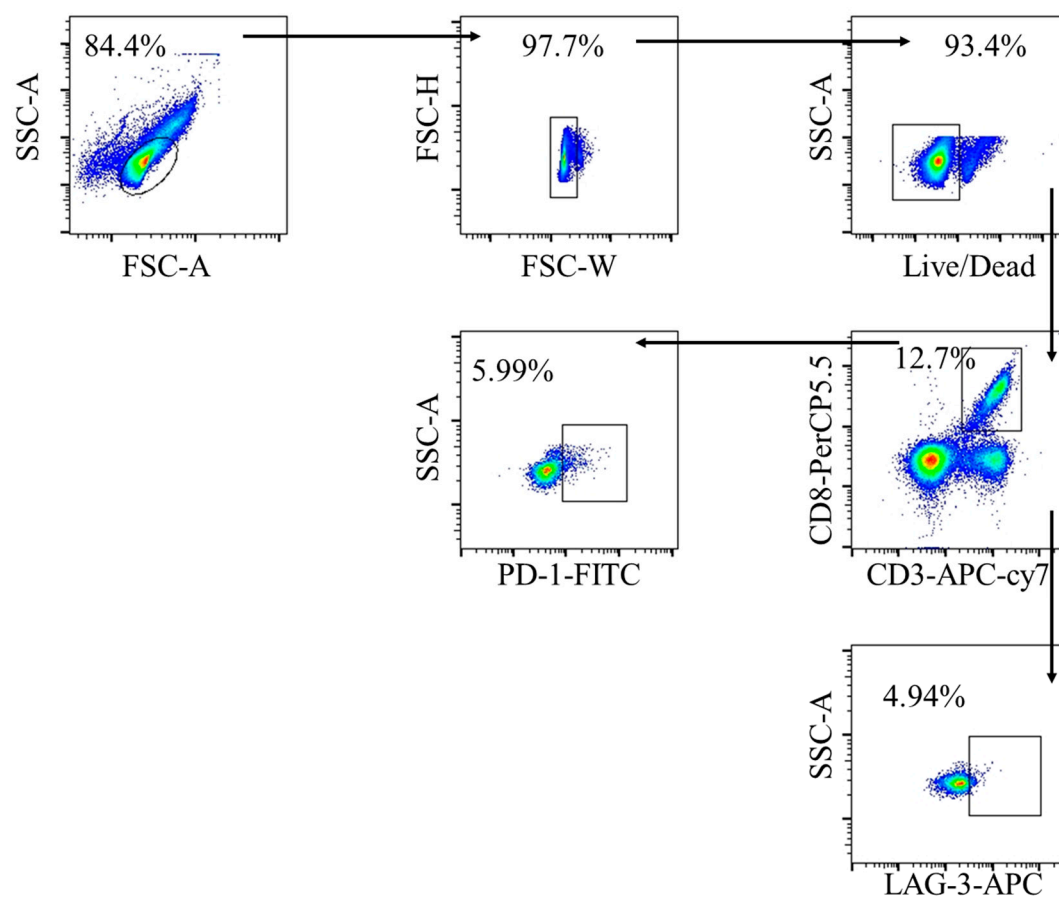 84.4%
SSC-A
FSC-A
97.7%
FSC-H
FSC-W
93.4%
SSC-A
Live/Dead
5.99%
SSC-A
PD-1-FITC
12.7%
CD8-PerCP5.5
CD3-APC-cy7
4.94%
SSC-A
LAG-3-APC